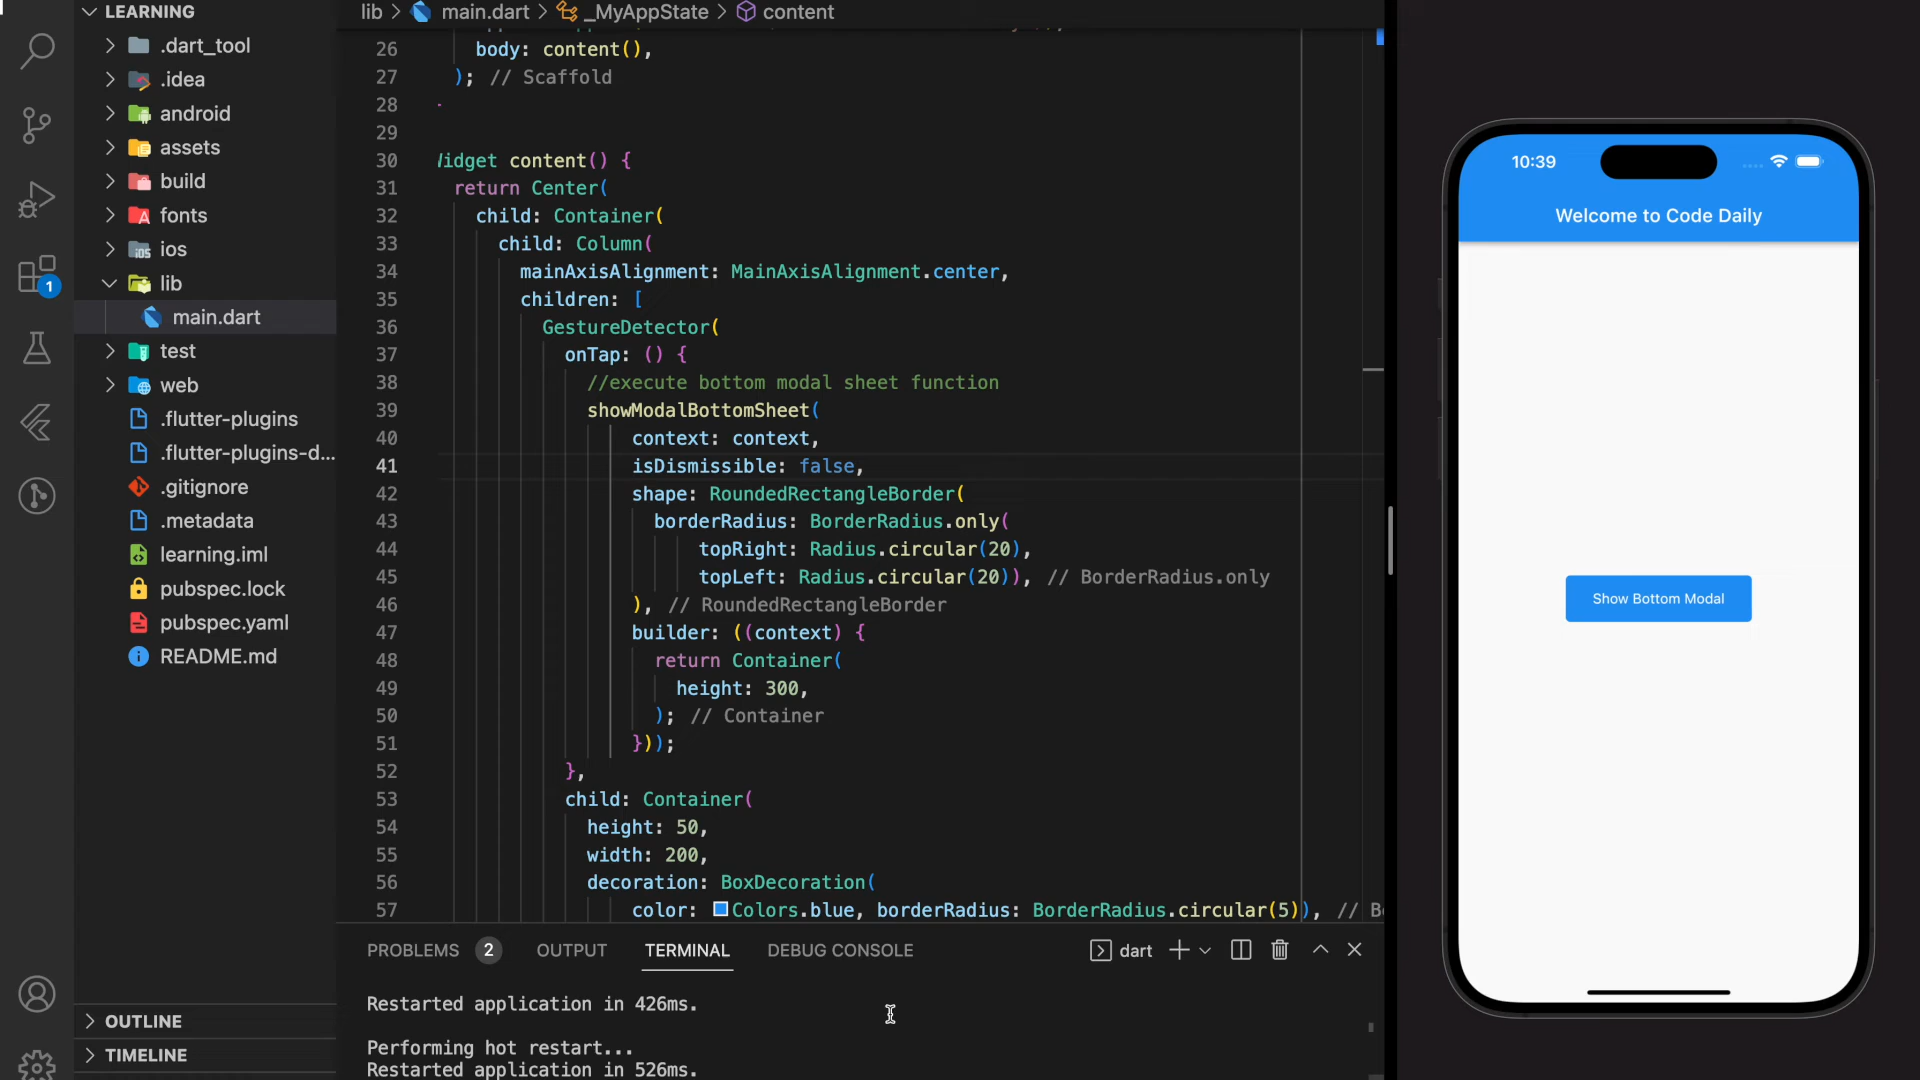 LEARNING
.dart_tool
.idea
android
assets
build
fonts
ios
lib
main.dart
test
web
.flutter-plugins
.flutter-plugins-d...
.gitignore
.metadata
learning.iml
pubspec.lock
pubspec.yaml
README.md
OUTLINE
TIMELINE
1
lib > main.dart > _MyAppState > content
26 body: content(),
27 ); // Scaffold
28
29
30 Widget content() {
31 return Center(
32 child: Container(
33 child: Column(
34 mainAxisAlignment: MainAxisAlignment.center,
35 children: [
36 GestureDetector(
37 onTap: () {
38 //execute bottom modal sheet function
39 showModalBottomSheet(
40 context: context,
41 isDismissible: false,
42 shape: RoundedRectangleBorder(
43 borderRadius: BorderRadius.only(
44 topRight: Radius.circular(20),
45 topLeft: Radius.circular(20)), // BorderRadius.only
46 ), // RoundedRectangleBorder
47 builder: ((context) {
48 return Container(
49 height: 300,
50 ); // Container
51 }));
52 },
53 child: Container(
54 height: 50,
55 width: 200,
56 decoration: BoxDecoration(
57 color: Colors.blue, borderRadius: BorderRadius.circular(5)), // B
PROBLEMS 2 OUTPUT TERMINAL DEBUG CONSOLE dart
Restarted application in 426ms.
Performing hot restart...
Restarted application in 526ms.
10:39
Welcome to Code Daily
Show Bottom Modal